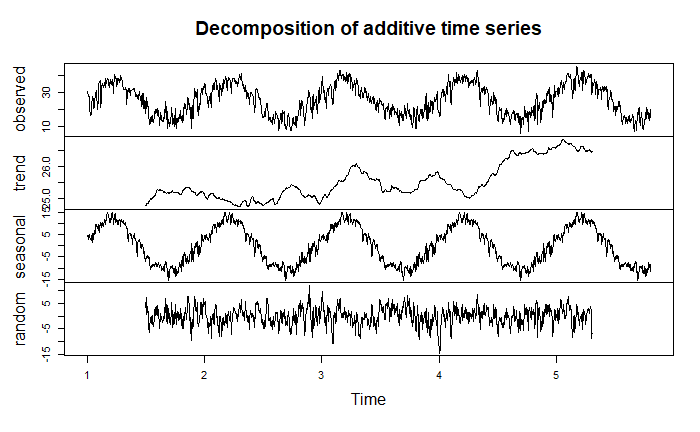 Decomposition of additive time series
observed
10
30
trend
25.0
26.0
seasonal
-15
-5
5
15
random
-15
-5
5
1
2
3
4
5
Time